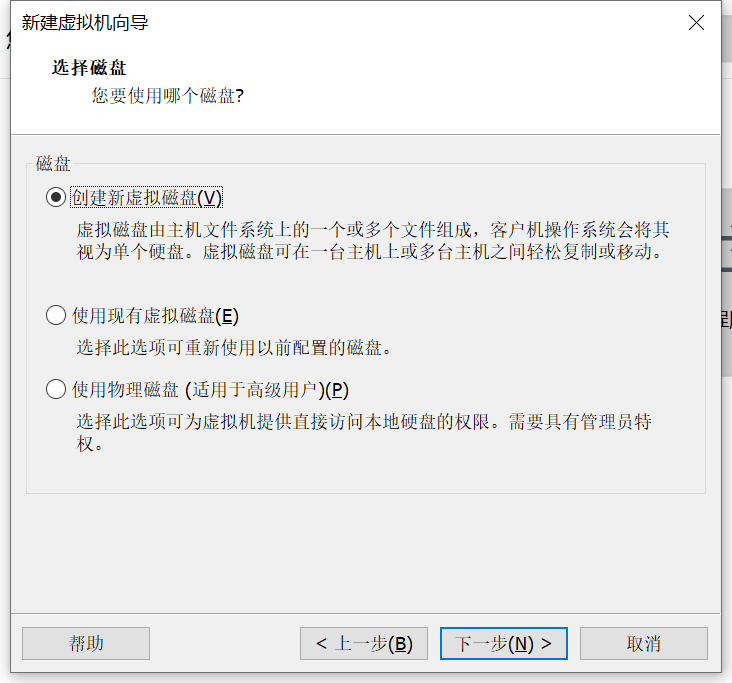 新建虚拟机向导
选择磁盘
您要使用哪个磁盘?
磁盘
创建新虚拟磁盘(V)
虚拟磁盘由主机文件系统上的一个或多个文件组成，客户机操作系统会将其
视为单个硬盘。虚拟磁盘可在一台主机上或多台主机之间轻松复制或移动。
使用现有虚拟磁盘(E)
选择此选项可重新使用以前配置的磁盘。
使用物理磁盘 (适用于高级用户)(P)
选择此选项可为虚拟机提供直接访问本地硬盘的权限。需要具有管理员特
权。
帮助
< 上一步(B)
下一步(N) >
取消